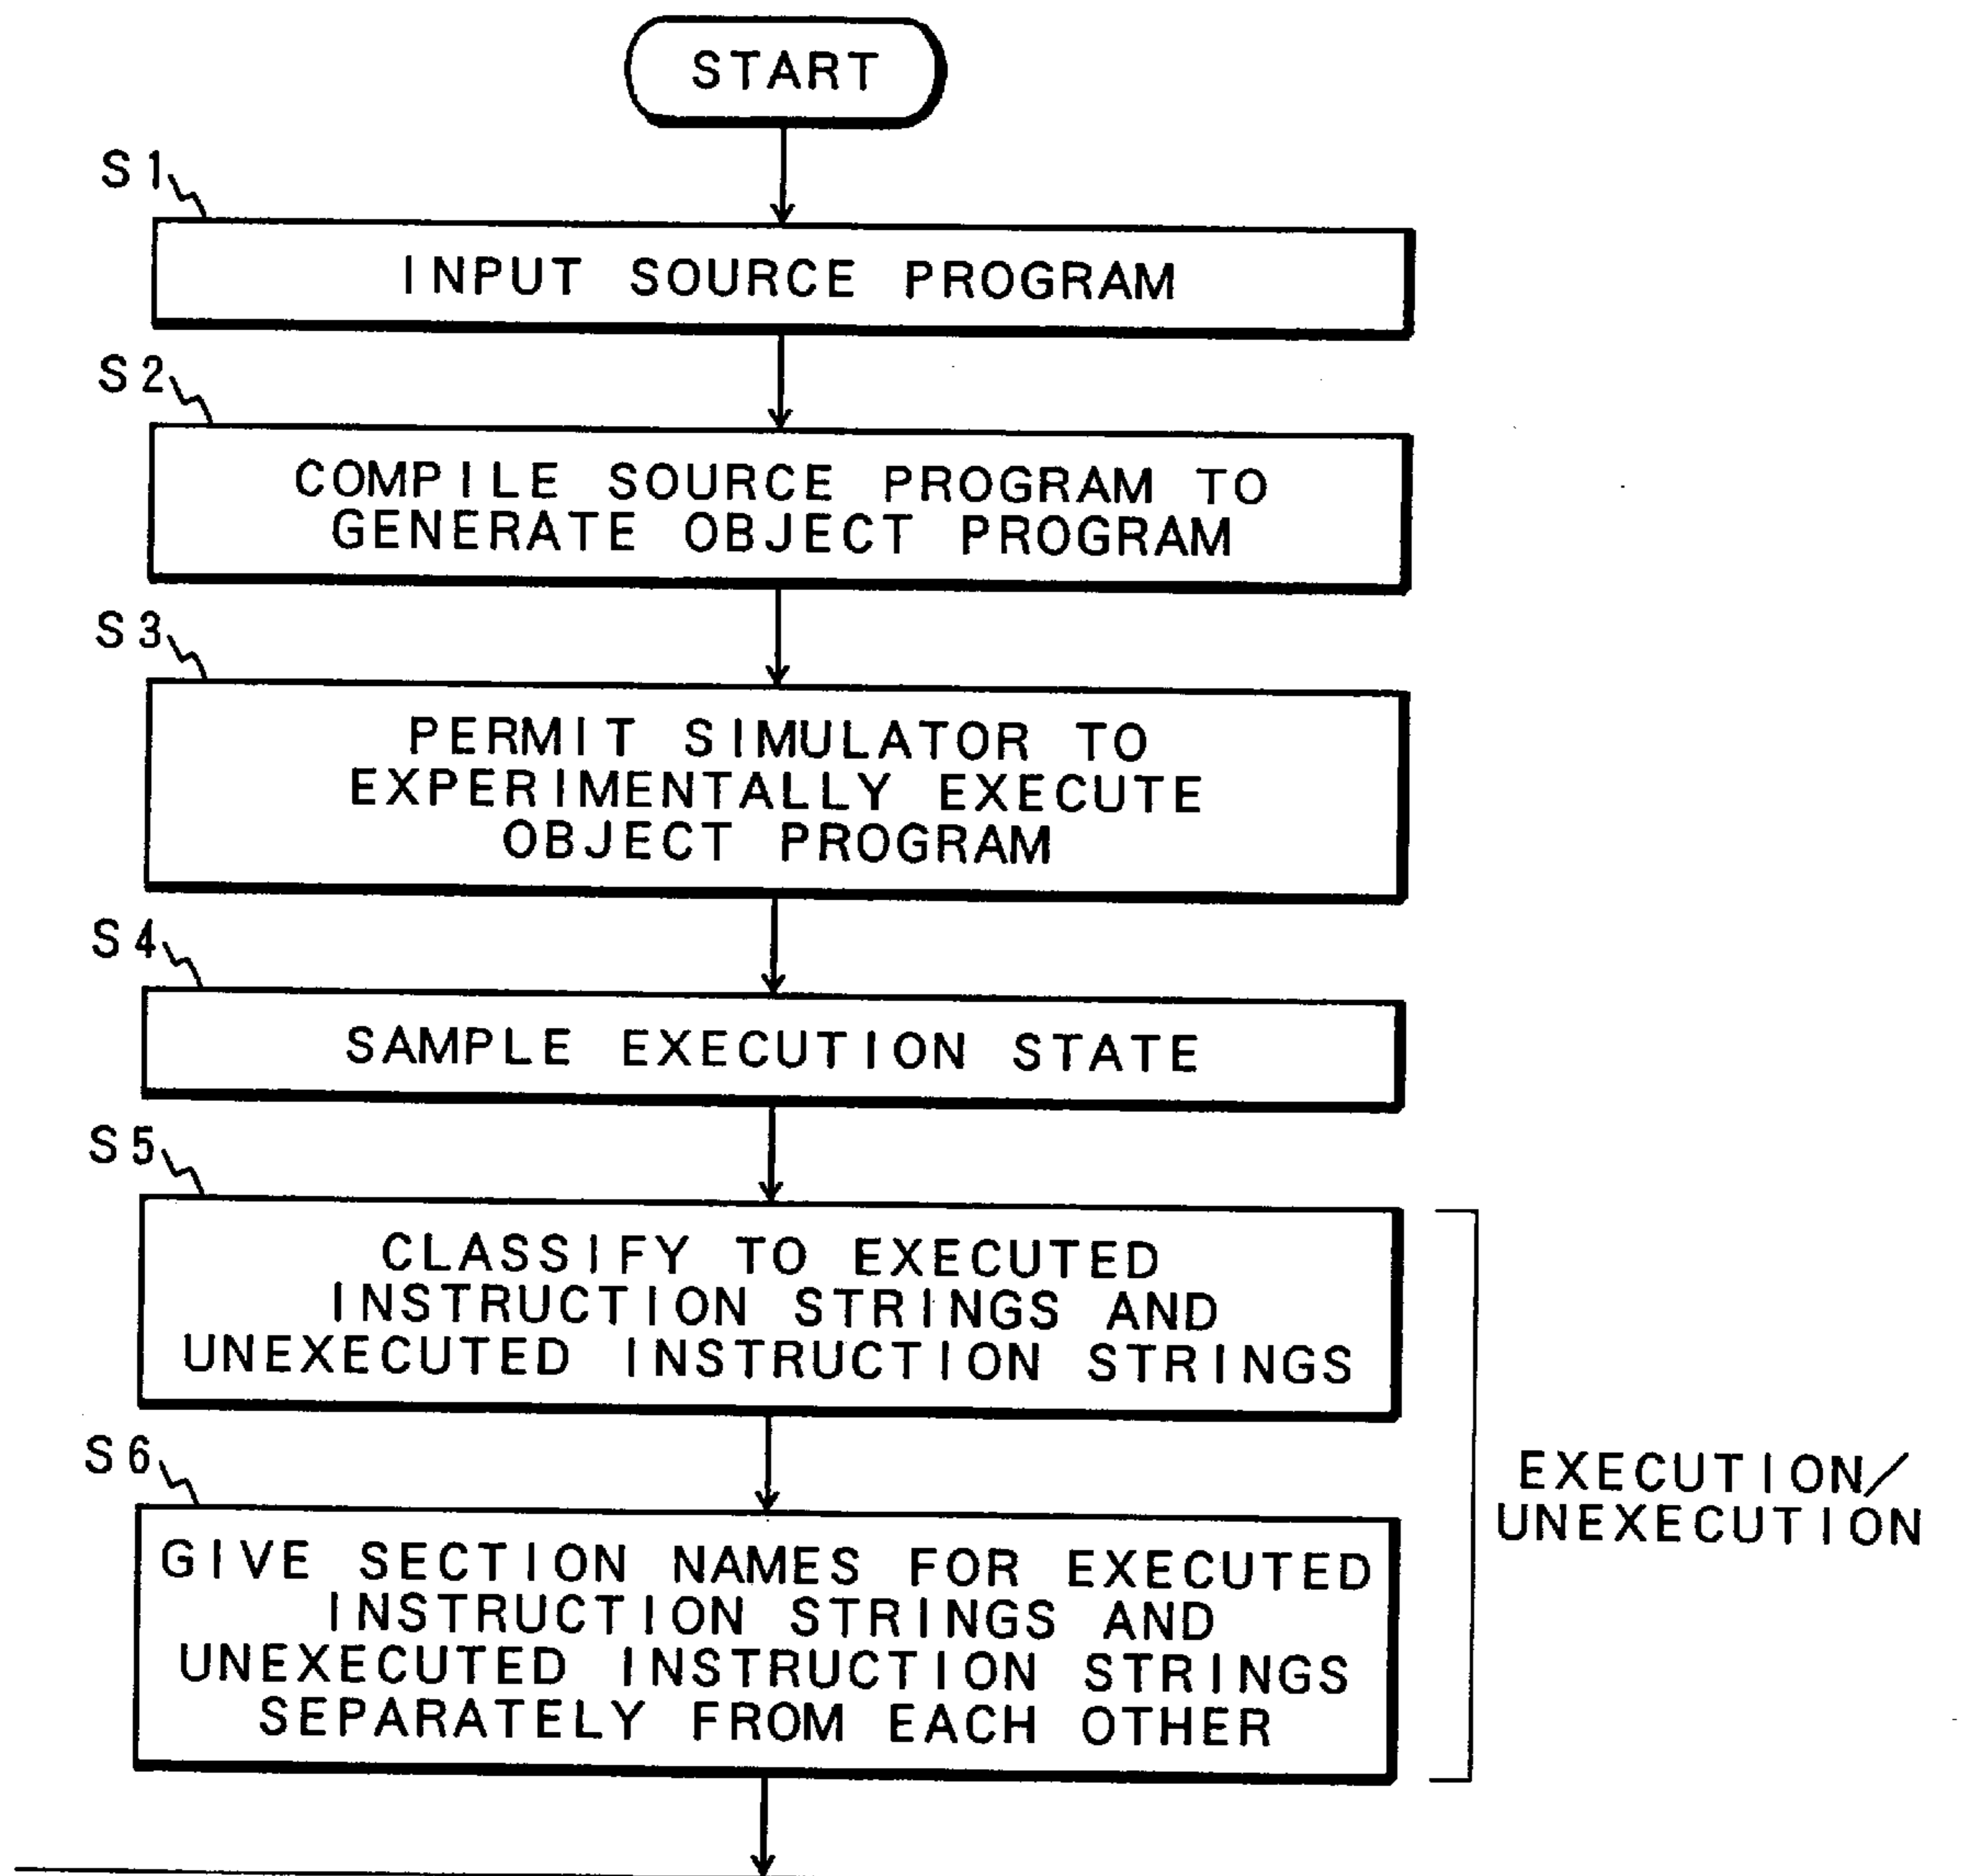 START
S1
INPUT SOURCE PROGRAM
S2
COMPILE SOURCE PROGRAM TO
GENERATE OBJECT PROGRAM
S3
PERMIT SIMULATOR TO
EXPERIMENTALLY EXECUTE
OBJECT PROGRAM
S4
SAMPLE EXECUTION STATE
S5
CLASSIFY TO EXECUTED
INSTRUCTION STRINGS AND
UNEXECUTED INSTRUCTION STRINGS
S6
GIVE SECTION NAMES FOR EXECUTED
INSTRUCTION STRINGS AND
UNEXECUTED INSTRUCTION STRINGS
SEPARATELY FROM EACH OTHER
EXECUTION/
UNEXECUTION